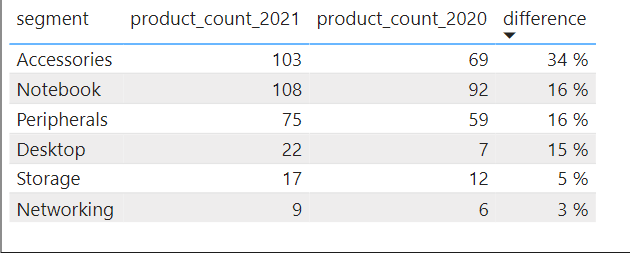 segment product_count_2021 product_count_2020 difference
Accessories 103 69 34 %
Notebook 108 92 16 %
Peripherals 75 59 16 %
Desktop 22 7 15 %
Storage 17 12 5 %
Networking 9 6 3 %